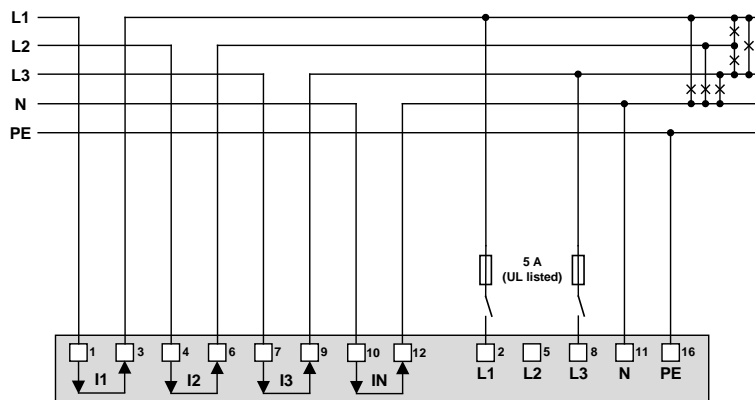 L1
L2
L3
N
PE
5 A
(UL listed)
1 3 4 6 7 9 10 12 2 5 8 11 16
I1 I2 I3 IN L1 L2 L3 N PE